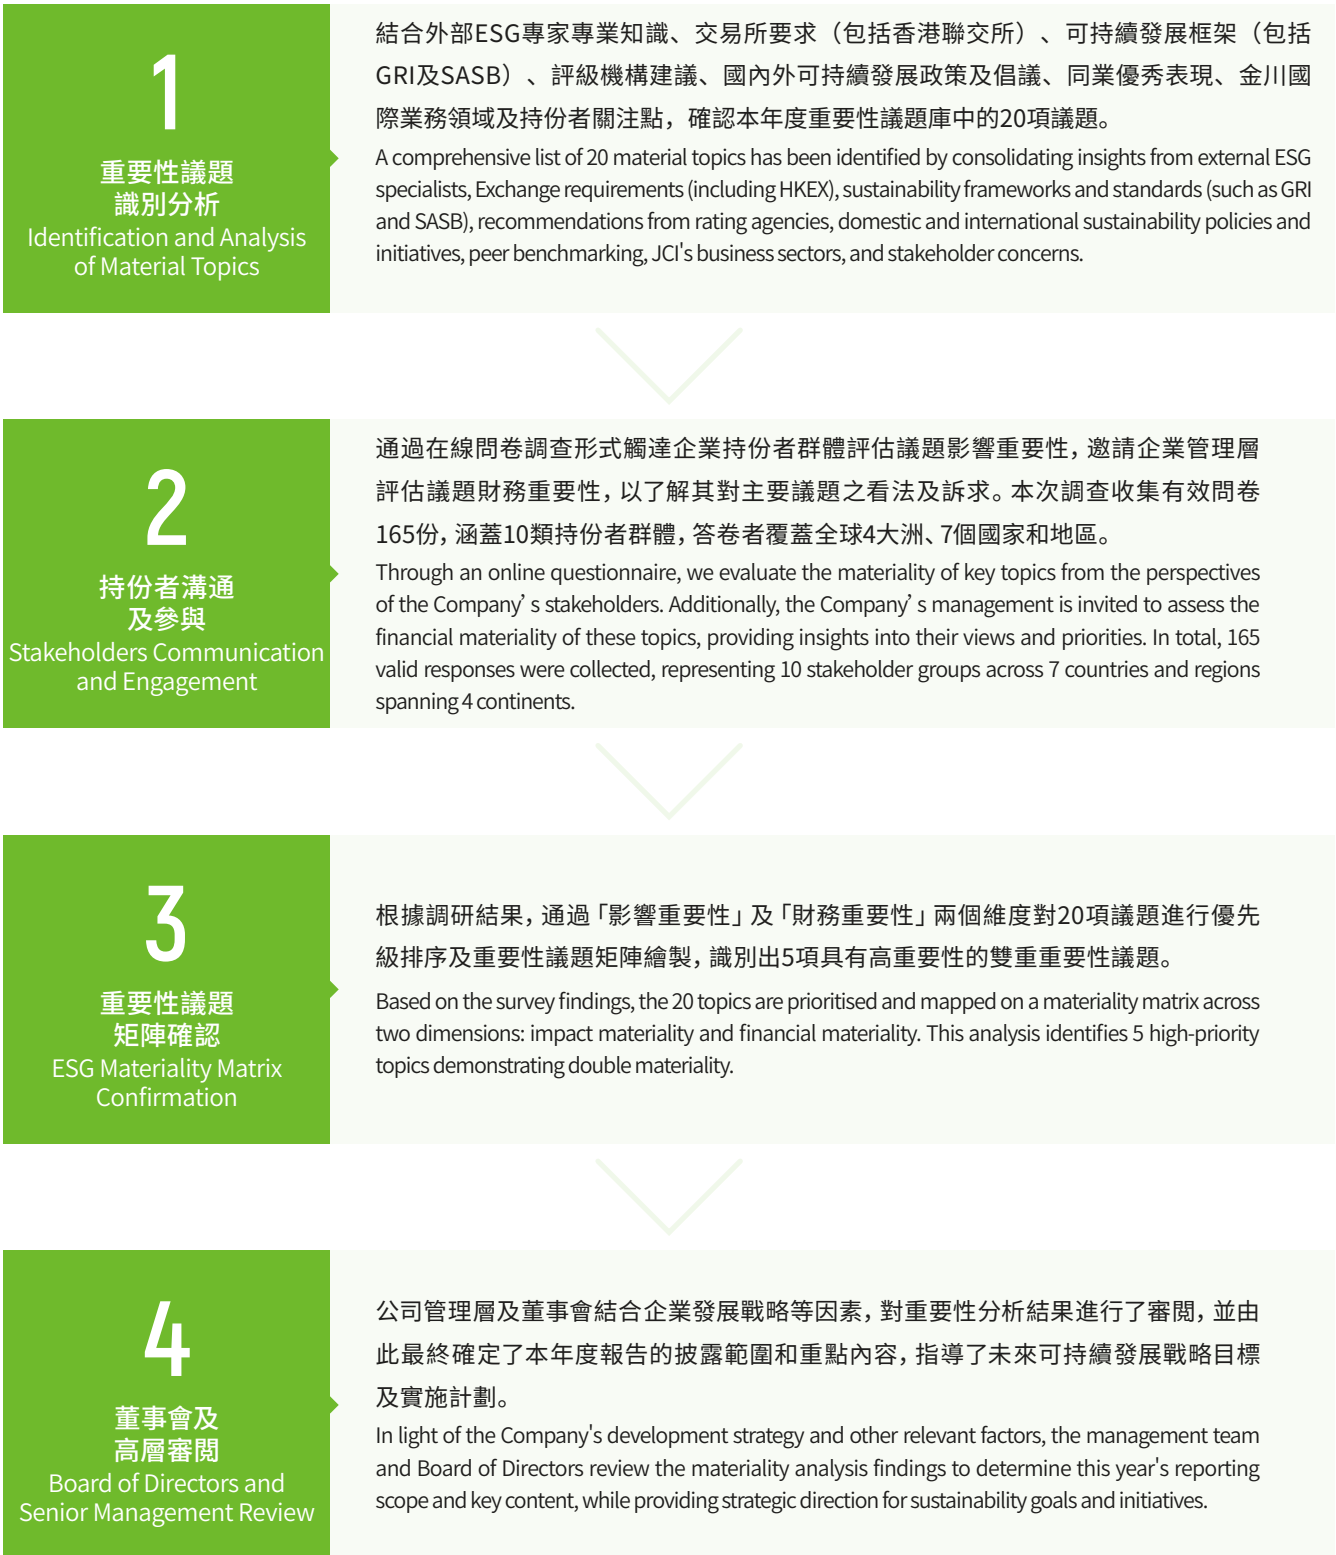 1
重要性議題
識別分析
Identification and Analysis
of Material Topics
結合外部ESG專家專業知識、交易所要求（包括香港聯交所）、可持續發展框架（包括
GRI及SASB）、評級機構建議、國內外可持續發展政策及倡議、同業優秀表現、金川國
際業務領域及持份者關注點，確認本年度重要性議題庫中的20項議題。
A comprehensive list of 20 material topics has been identified by consolidating insights from external ESG
specialists, Exchange requirements (including HKEX), sustainability frameworks and standards (such as GRI
and SASB), recommendations from rating agencies, domestic and international sustainability policies and
initiatives, peer benchmarking, JCI's business sectors, and stakeholder concerns.
2
持份者溝通
及參與
Stakeholders Communication
and Engagement
通過在線問卷調查形式觸達企業持份者群體評估議題影響重要性，邀請企業管理層
評估議題財務重要性，以了解其對主要議題之看法及訴求。本次調查收集有效問卷
165份，涵蓋10類持份者群體，答卷者覆蓋全球4大洲、7個國家和地區。
Through an online questionnaire, we evaluate the materiality of key topics from the perspectives
of the Company’s stakeholders. Additionally, the Company’s management is invited to assess the
financial materiality of these topics, providing insights into their views and priorities. In total, 165
valid responses were collected, representing 10 stakeholder groups across 7 countries and regions
spanning 4 continents.
3
重要性議題
矩陣確認
ESG Materiality Matrix
Confirmation
根據調研結果，通過「影響重要性」及「財務重要性」兩個維度對20項議題進行優先
級排序及重要性議題矩陣繪製，識別出5項具有高重要性的雙重重要性議題。
Based on the survey findings, the 20 topics are prioritised and mapped on a materiality matrix across
two dimensions: impact materiality and financial materiality. This analysis identifies 5 high-priority
topics demonstrating double materiality.
4
董事會及
高層審閲
Board of Directors and
Senior Management Review
公司管理層及董事會結合企業發展戰略等因素，對重要性分析結果進行了審閲，並由
此最終確定了本年度報告的披露範圍和重點內容，指導了未來可持續發展戰略目標
及實施計劃。
In light of the Company's development strategy and other relevant factors, the management team
and Board of Directors review the materiality analysis findings to determine this year's reporting
scope and key content, while providing strategic direction for sustainability goals and initiatives.